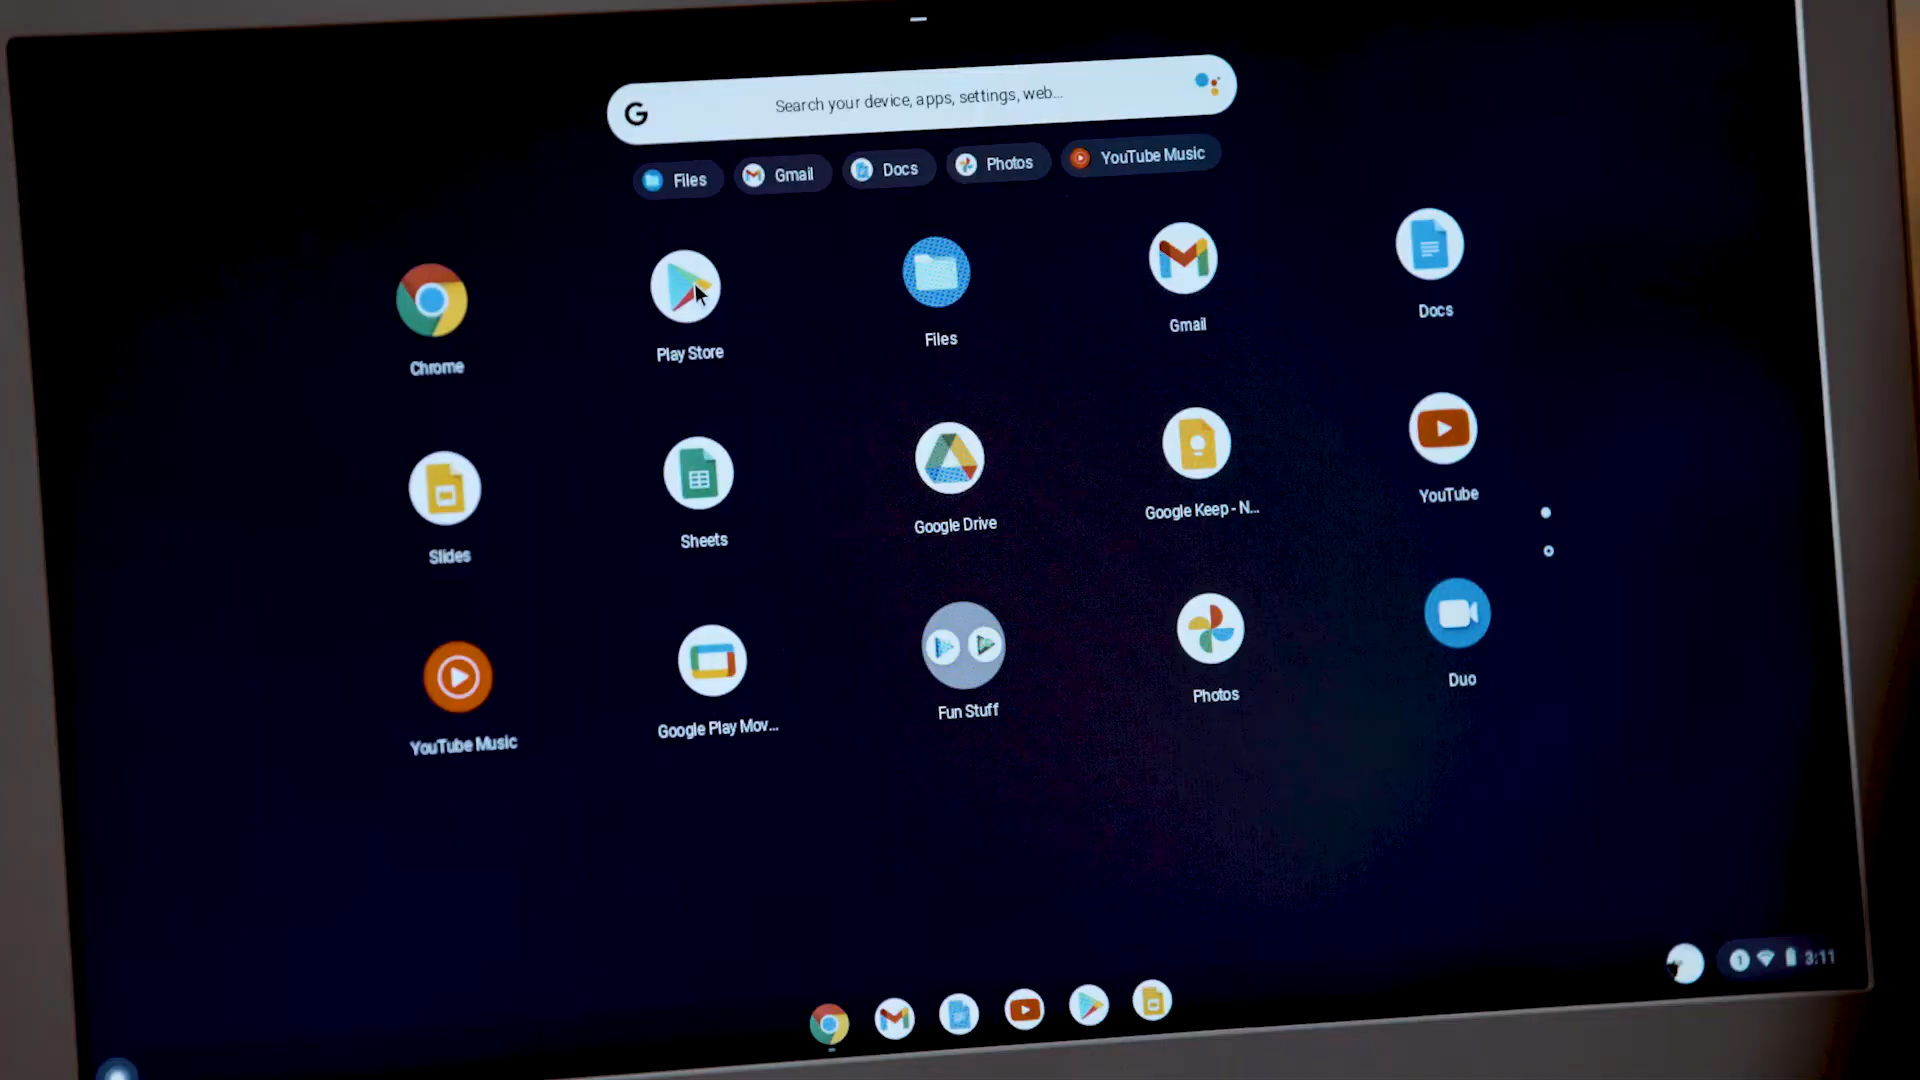 G Search your device, apps, settings, web...
Files Gmail Docs Photos YouTube Music
Chrome Play Store Files Gmail Docs
Slides Sheets Google Drive Google Keep - N... YouTube
YouTube Music Google Play Mov... Fun Stuff Photos Duo
1 3:11